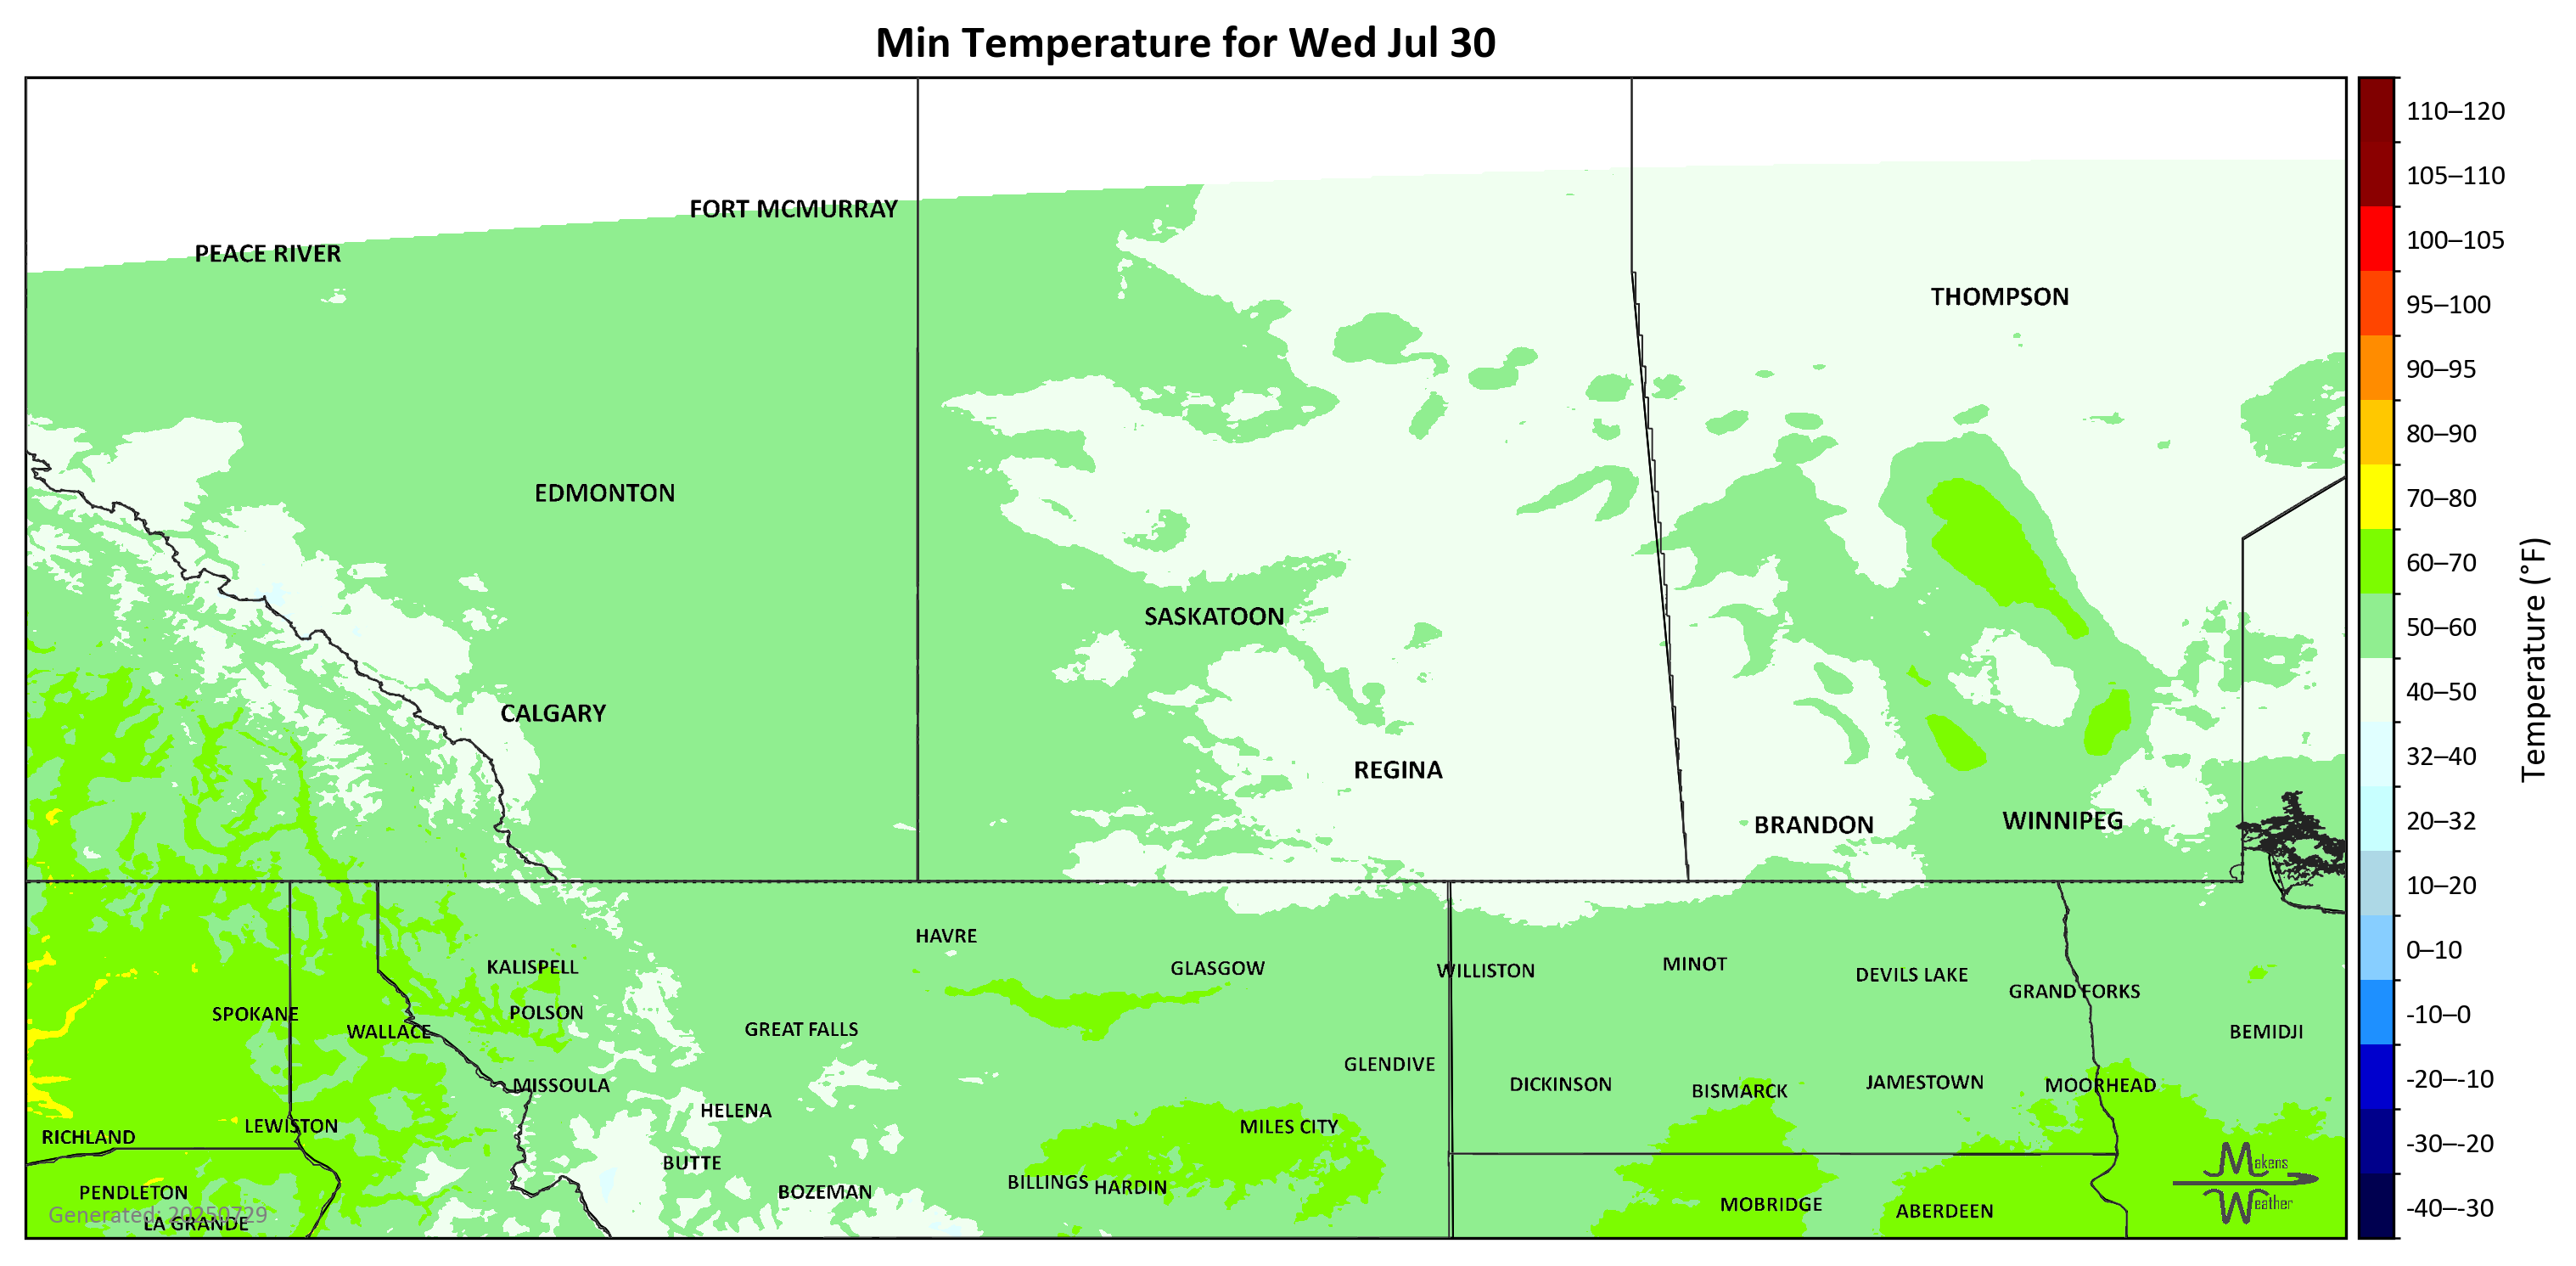 Min Temperature for Wed Jul 30
110–120
105–110
100–105
95–100
90–95
80–90
70–80
60–70
50–60
40–50
32–40
20–32
10–20
0–10
-10–0
-20–-10
-30–-20
-40–-30
Temperature (°F)
FORT MCMURRAY
PEACE RIVER
THOMPSON
EDMONTON
SASKATOON
CALGARY
REGINA
BRANDON
WINNIPEG
HAVRE
KALISPELL
GLASGOW
WILLISTON
MINOT
DEVILS LAKE
GRAND FORKS
SPOKANE
POLSON
WALLACE
GREAT FALLS
BEMIDJI
GLENDIVE
MISSOULA
DICKINSON
BISMARCK
JAMESTOWN
MOORHEAD
HELENA
LEWISTON
MILES CITY
RICHLAND
BUTTE
BILLINGS
HARDIN
PENDLETON
BOZEMAN
MOBRIDGE
ABERDEEN
Generated: 20250729
LA GRANDE
Makens
Weather